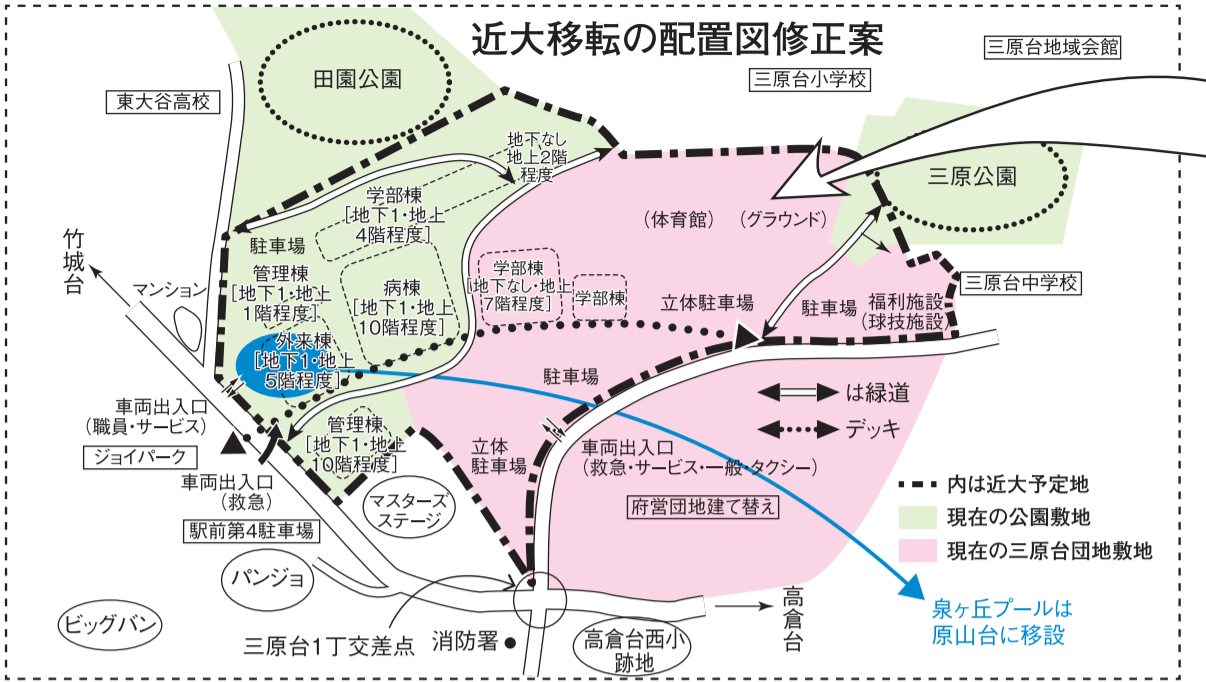 近大移転の配置図修正案
三原台地域会館
三原台小学校
田園公園
東大谷高校
地下なし
地上2階
程度
三原公園
学部棟
[地下1・地上
4階程度]
(体育館) (グラウンド)
竹城台
駐車場
管理棟
[地下1・地上
1階程度]
病棟
[地下1・地上
10階程度]
学部棟
[地下なし・地上
7階程度]
学部棟
立体駐車場
駐車場
福利施設
(球技施設)
三原台中学校
マンション
外来棟
[地下1・地上
5階程度]
駐車場
は緑道
デッキ
車両出入口
(職員・サービス)
ジョイパーク
管理棟
[地下1・地上
10階程度]
立体
駐車場
車両出入口
(救急・サービス・一般・タクシー)
車両出入口
(救急)
駅前第4駐車場
マスターズ
ステージ
府営団地建て替え
内は近大予定地
現在の公園敷地
現在の三原台団地敷地
パンジョ
ビッグバン
三原台1丁交差点
消防署
高倉台西小
跡地
高倉台
泉ヶ丘プールは
原山台に移設